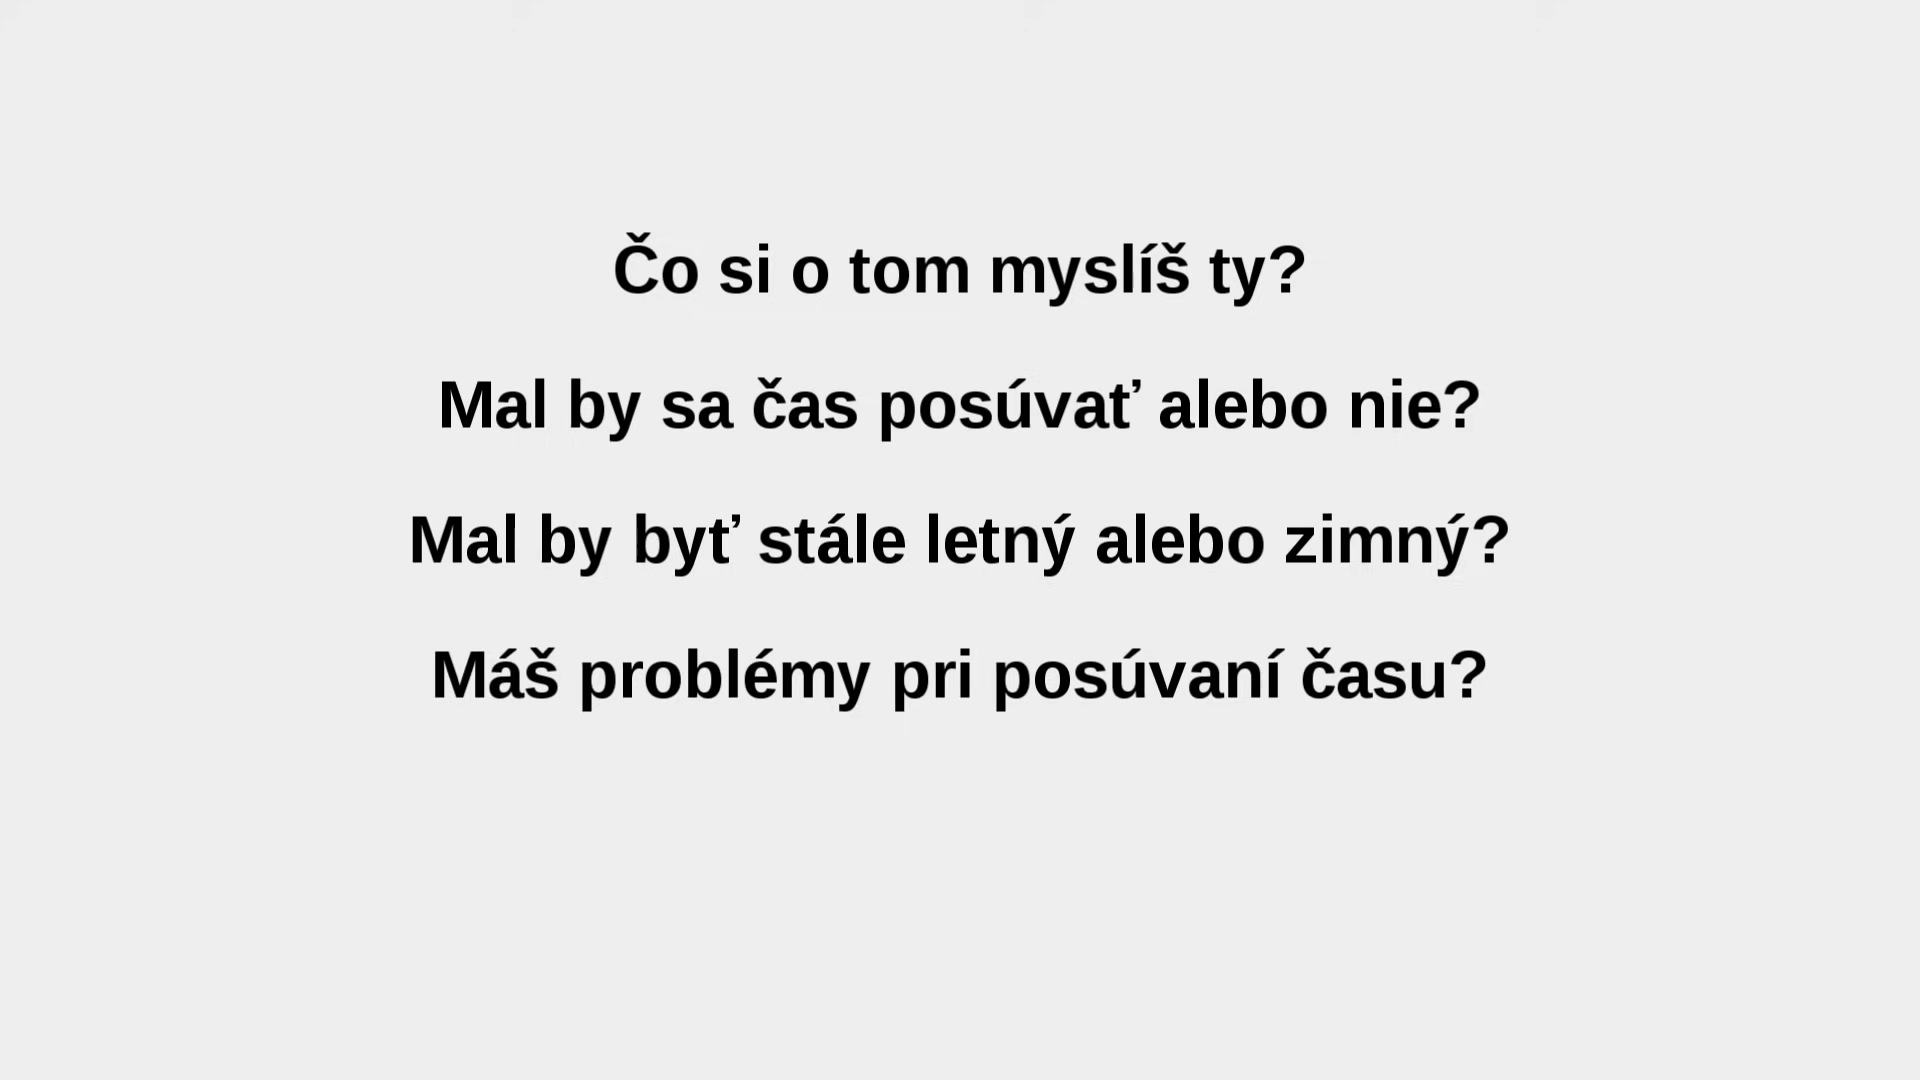 Čo si o tom myslíš ty?
Mal by sa čas posúvať alebo nie?
Mal by byť stále letný alebo zimný?
Máš problémy pri posúvaní času?